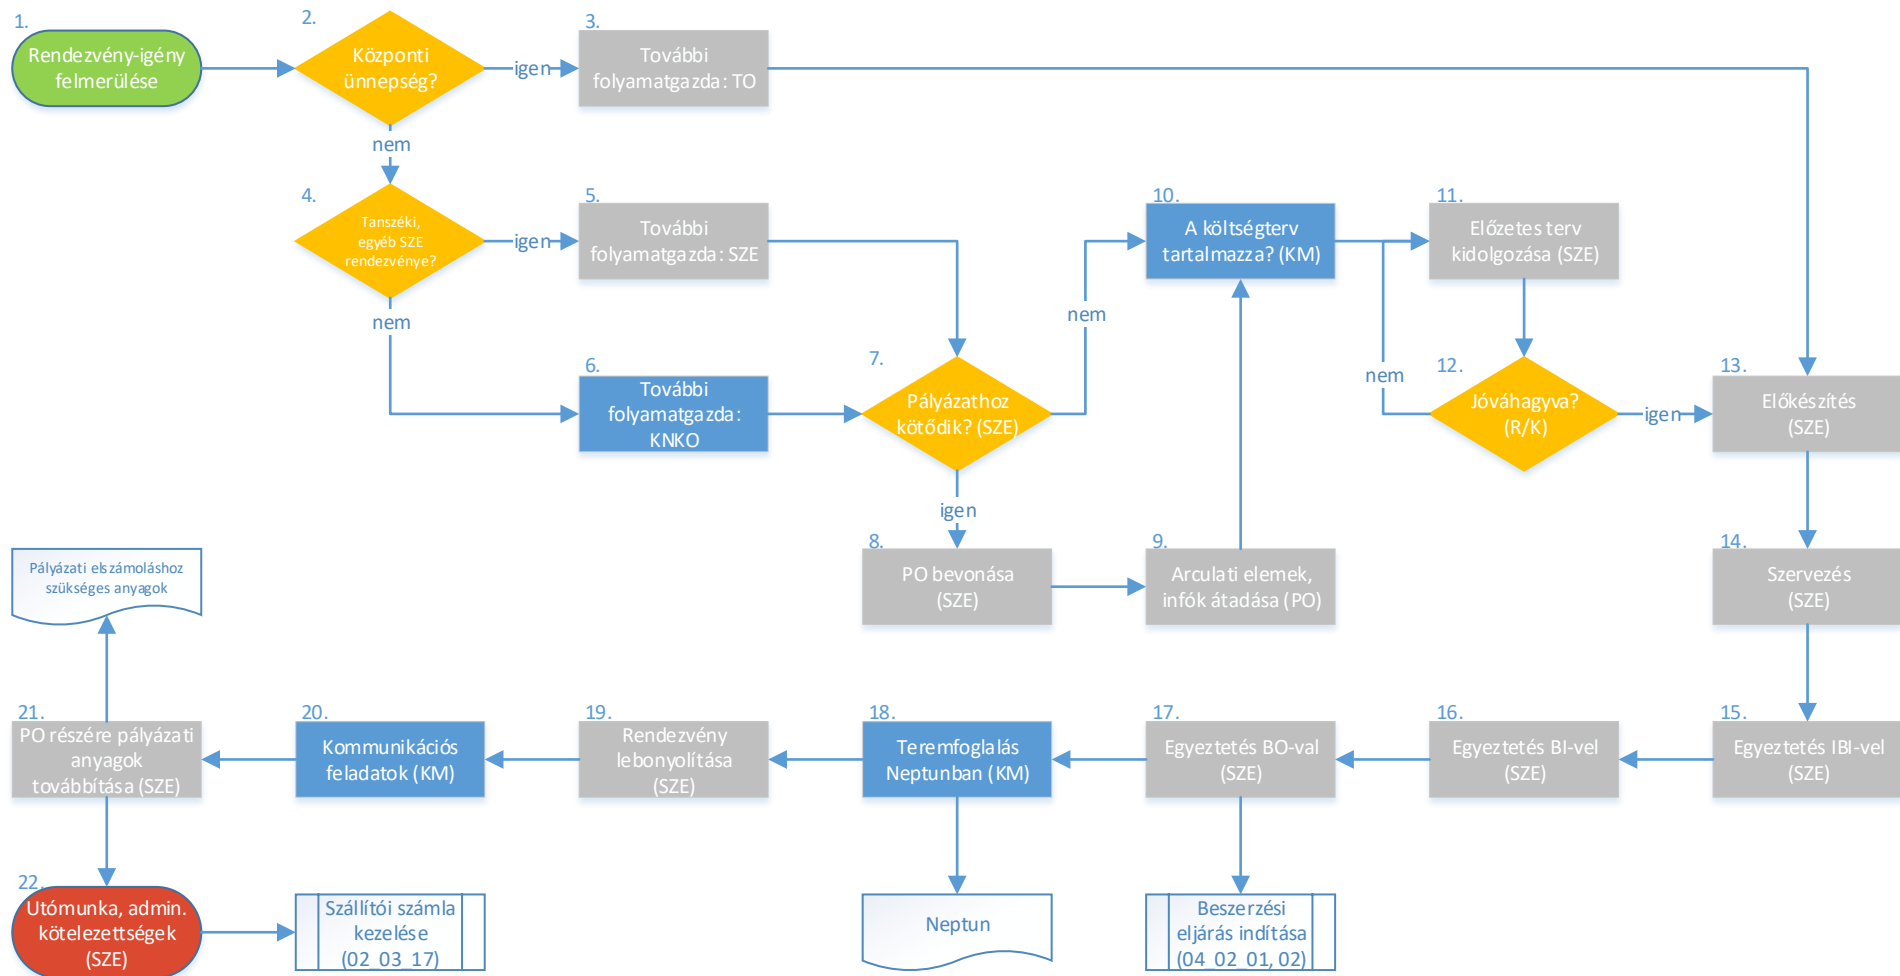 1.
Rendezvény-igény
felmerülése
2.
Központi
ünnepség?
igen
3.
További
folyamatgazda: TO
nem
4.
Tanszéki,
egyéb SZE
rendezvénye?
igen
5.
További
folyamatgazda: SZE
nem
6.
További
folyamatgazda:
KNKO
7.
Pályázathoz
kötődik? (SZE)
nem
igen
8.
PO bevonása
(SZE)
9.
Arculati elemek,
infók átadása (PO)
10.
A költségterv
tartalmazza? (KM)
11.
Előzetes terv
kidolgozása (SZE)
12.
Jóváhagyva?
(R/K)
nem
igen
13.
Előkészítés
(SZE)
14.
Szervezés
(SZE)
15.
Egyeztetés IBI-vel
(SZE)
16.
Egyeztetés BI-vel
(SZE)
17.
Egyeztetés BO-val
(SZE)
Beszerzési
eljárás indítása
(04_02_01, 02)
18.
Teremfoglalás
Neptunban (KM)
Neptun
19.
Rendezvény
lebonyolítása
(SZE)
20.
Kommunikációs
feladatok (KM)
21.
PO részére pályázati
anyagok
továbbítása (SZE)
Pályázati elszámoláshoz
szükséges anyagok
22.
Utómunka, admin.
kötelezettségek
(SZE)
Szállítói számla
kezelése
(02_03_17)